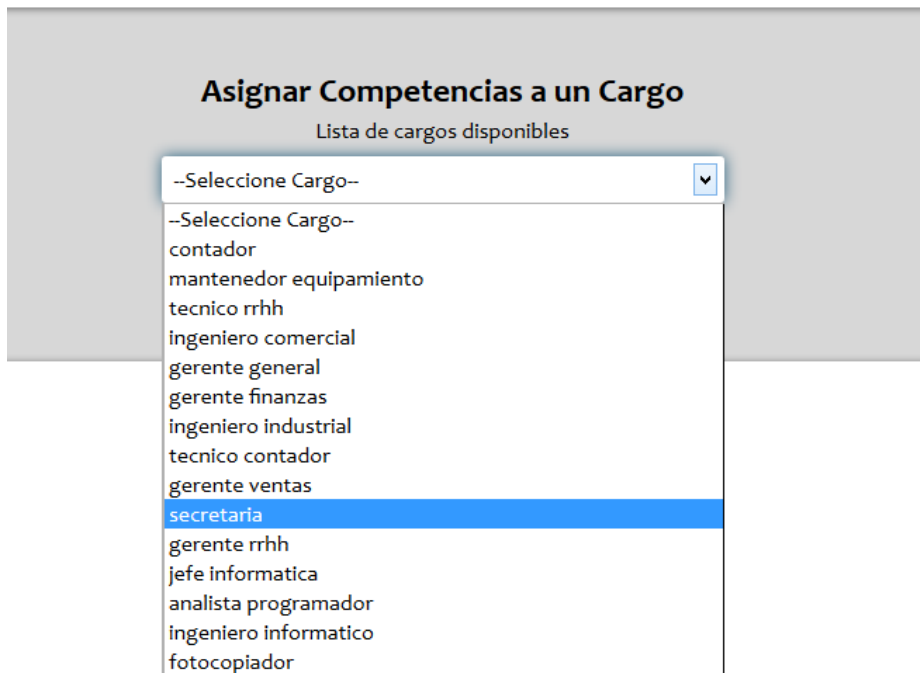 Asignar Competencias a un Cargo
Lista de cargos disponibles
--Seleccione Cargo--
--Seleccione Cargo--
contador
mantenedor equipamiento
tecnico rrhh
ingeniero comercial
gerente general
gerente finanzas
ingeniero industrial
tecnico contador
gerente ventas
secretaria
gerente rrhh
jefe informatica
analista programador
ingeniero informatico
fotocopiador